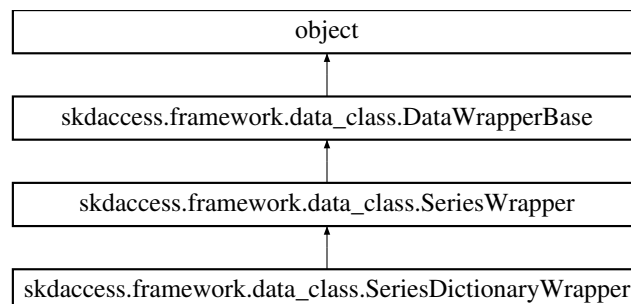 object
skdaccess.framework.data_class.DataWrapperBase
skdaccess.framework.data_class.SeriesWrapper
skdaccess.framework.data_class.SeriesDictionaryWrapper